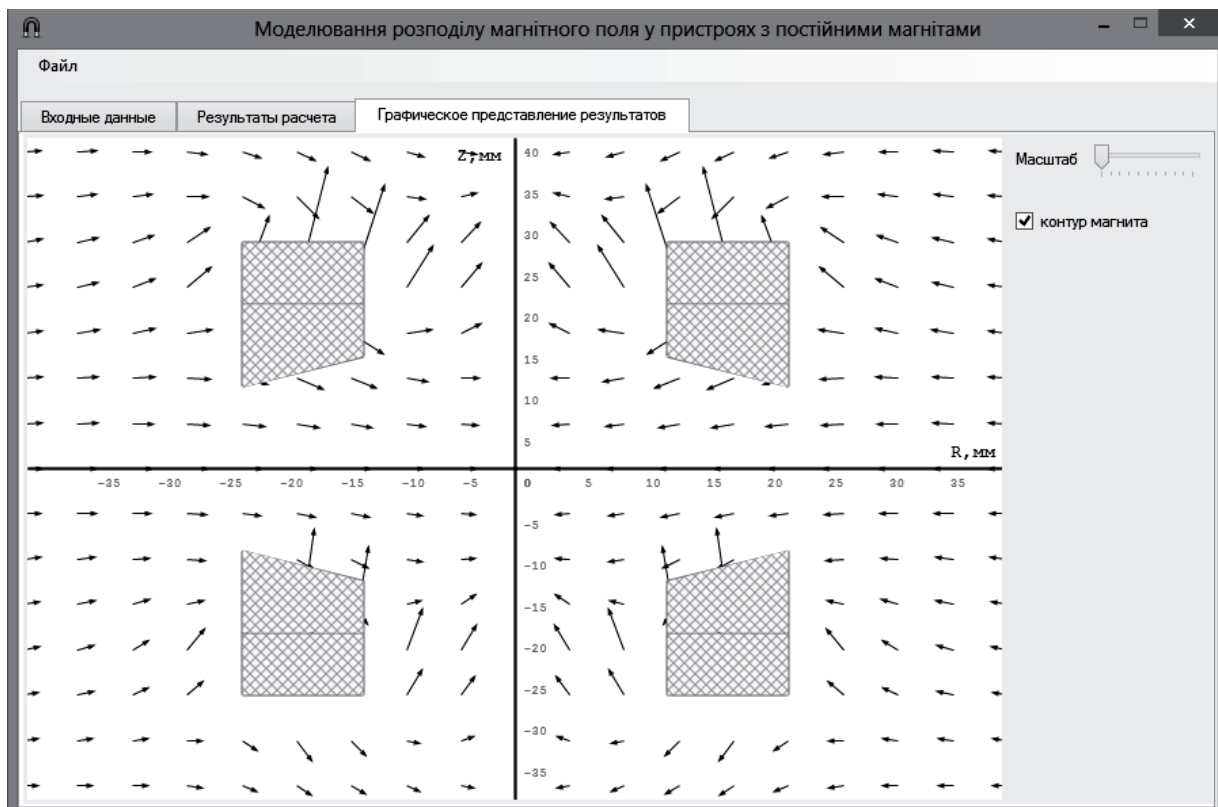 Моделювання розподілу магнітного поля у пристроях з постійними магнітами
Файл
Входные данные Результаты расчета Графическое представление результатов
Z,мм
40
Масштаб
35
контур магнита
30
25
20
15
10
5
R,мм
-35 -30 -25 -20 -15 -10 -5 0 5 10 15 20 25 30 35
-5
-10
-15
-20
-25
-30
-35